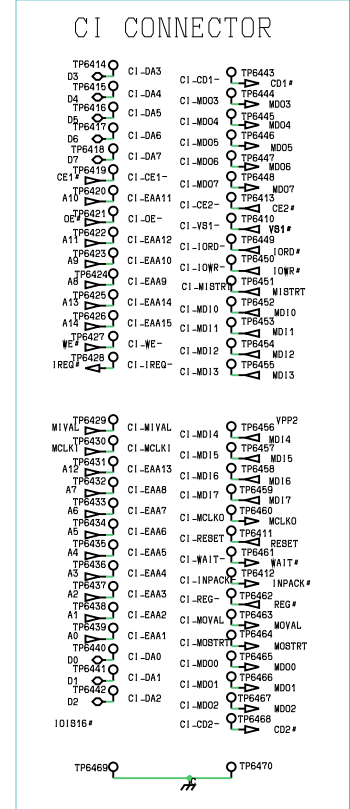 CI CONNECTOR
TP6414
D3 CI-DA3
TP6415
D4 CI-DA4
TP6416
D5 CI-DA5
TP6417
D6 CI-DA6
TP6418
D7 CI-DA7
TP6419
CE1# CI-CE1-
TP6420
A10 CI-EAA11
TP6421
OE# CI-OE-
TP6422
A11 CI-EAA12
TP6423
A9 CI-EAA10
TP6424
A8 CI-EAA9
TP6425
A13 CI-EAA14
TP6426
A14 CI-EAA15
TP6427
WE# CI-WE-
TP6428
IREQ# CI-IREQ-
TP6443
CI-CD1- CD1#
TP6444
CI-MDO3 MDO3
TP6445
CI-MDO4 MDO4
TP6446
CI-MDO5 MDO5
TP6447
CI-MDO6 MDO6
TP6448
CI-MDO7 MDO7
TP6413
CI-CE2- CE2#
TP6410
CI-VS1- VS1#
TP6449
CI-IORD- IORD#
TP6450
CI-IOWR- IOWR#
TP6451
CI-MISTRT MISTRT
TP6452
CI-MDI0 MDI0
TP6453
CI-MDI1 MDI1
TP6454
CI-MDI2 MDI2
TP6455
CI-MDI3 MDI3
TP6429
MIVAL CI-MIVAL
TP6430
MCLKI CI-MCLKI
TP6431
A12 CI-EAA13
TP6432
A7 CI-EAA8
TP6433
A6 CI-EAA7
TP6434
A5 CI-EAA6
TP6435
A4 CI-EAA5
TP6436
A3 CI-EAA4
TP6437
A2 CI-EAA3
TP6438
A1 CI-EAA2
TP6439
A0 CI-EAA1
TP6440
D0 CI-DA0
TP6441
D1 CI-DA1
TP6442
D2 CI-DA2
IOIS16#
VPP2
TP6456
CI-MDI4 MDI4
TP6457
CI-MDI5 MDI5
TP6458
CI-MDI6 MDI6
TP6459
CI-MDI7 MDI7
TP6460
CI-MCLKO MCLKO
TP6411
CI-RESET RESET
TP6461
CI-WAIT- WAIT#
TP6412
CI-INPACK- INPACK#
TP6462
CI-REG- REG#
TP6463
CI-MOVAL MOVAL
TP6464
CI-MOSTRT MOSTRT
TP6465
CI-MDO0 MDO0
TP6466
CI-MDO1 MDO1
TP6467
CI-MDO2 MDO2
TP6468
CI-CD2- CD2#
TP6469 TP6470